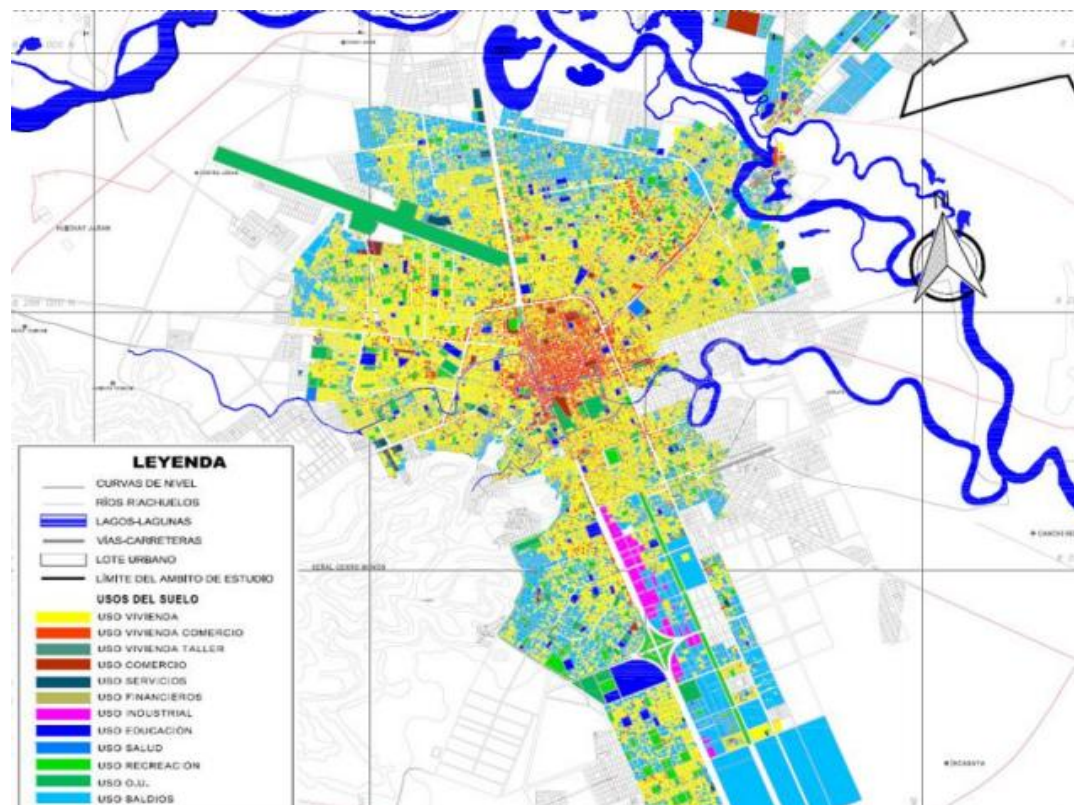 LEYENDA
CURVAS DE NIVEL
RÍOS RIACHUELOS
LAGOS-LAGUNAS
VÍAS-CARRETERAS
LOTE URBANO
LÍMITE DEL AMBITO DE ESTUDIO
USOS DEL SUELO
USO VIVIENDA
USO VIVIENDA COMERCIO
USO VIVIENDA TALLER
USO COMERCIO
USO SERVICIOS
USO FINANCIEROS
USO INDUSTRIAL
USO EDUCACIÓN
USO SALUD
USO RECREACIÓN
USO O.U.
USO BALDIOS